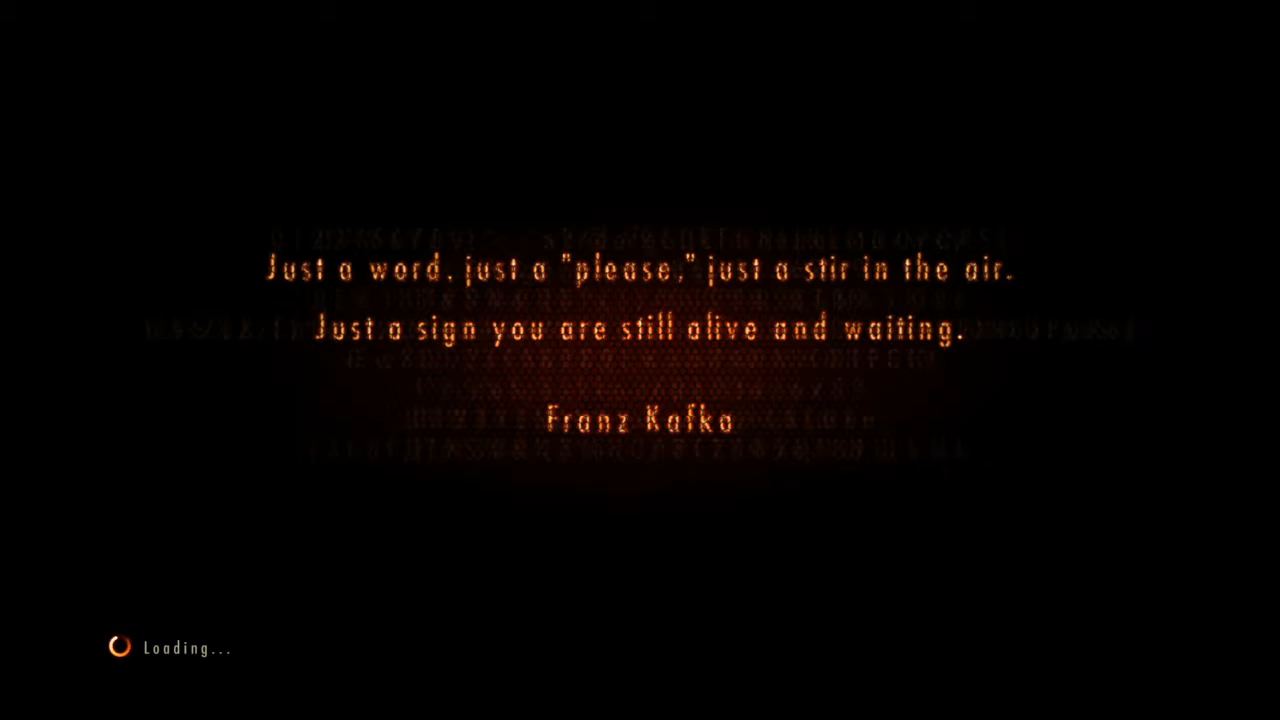 Just a word, just a "please," just a stir in the air.
Just a sign you are still alive and waiting.
Franz Kafka
Loading...